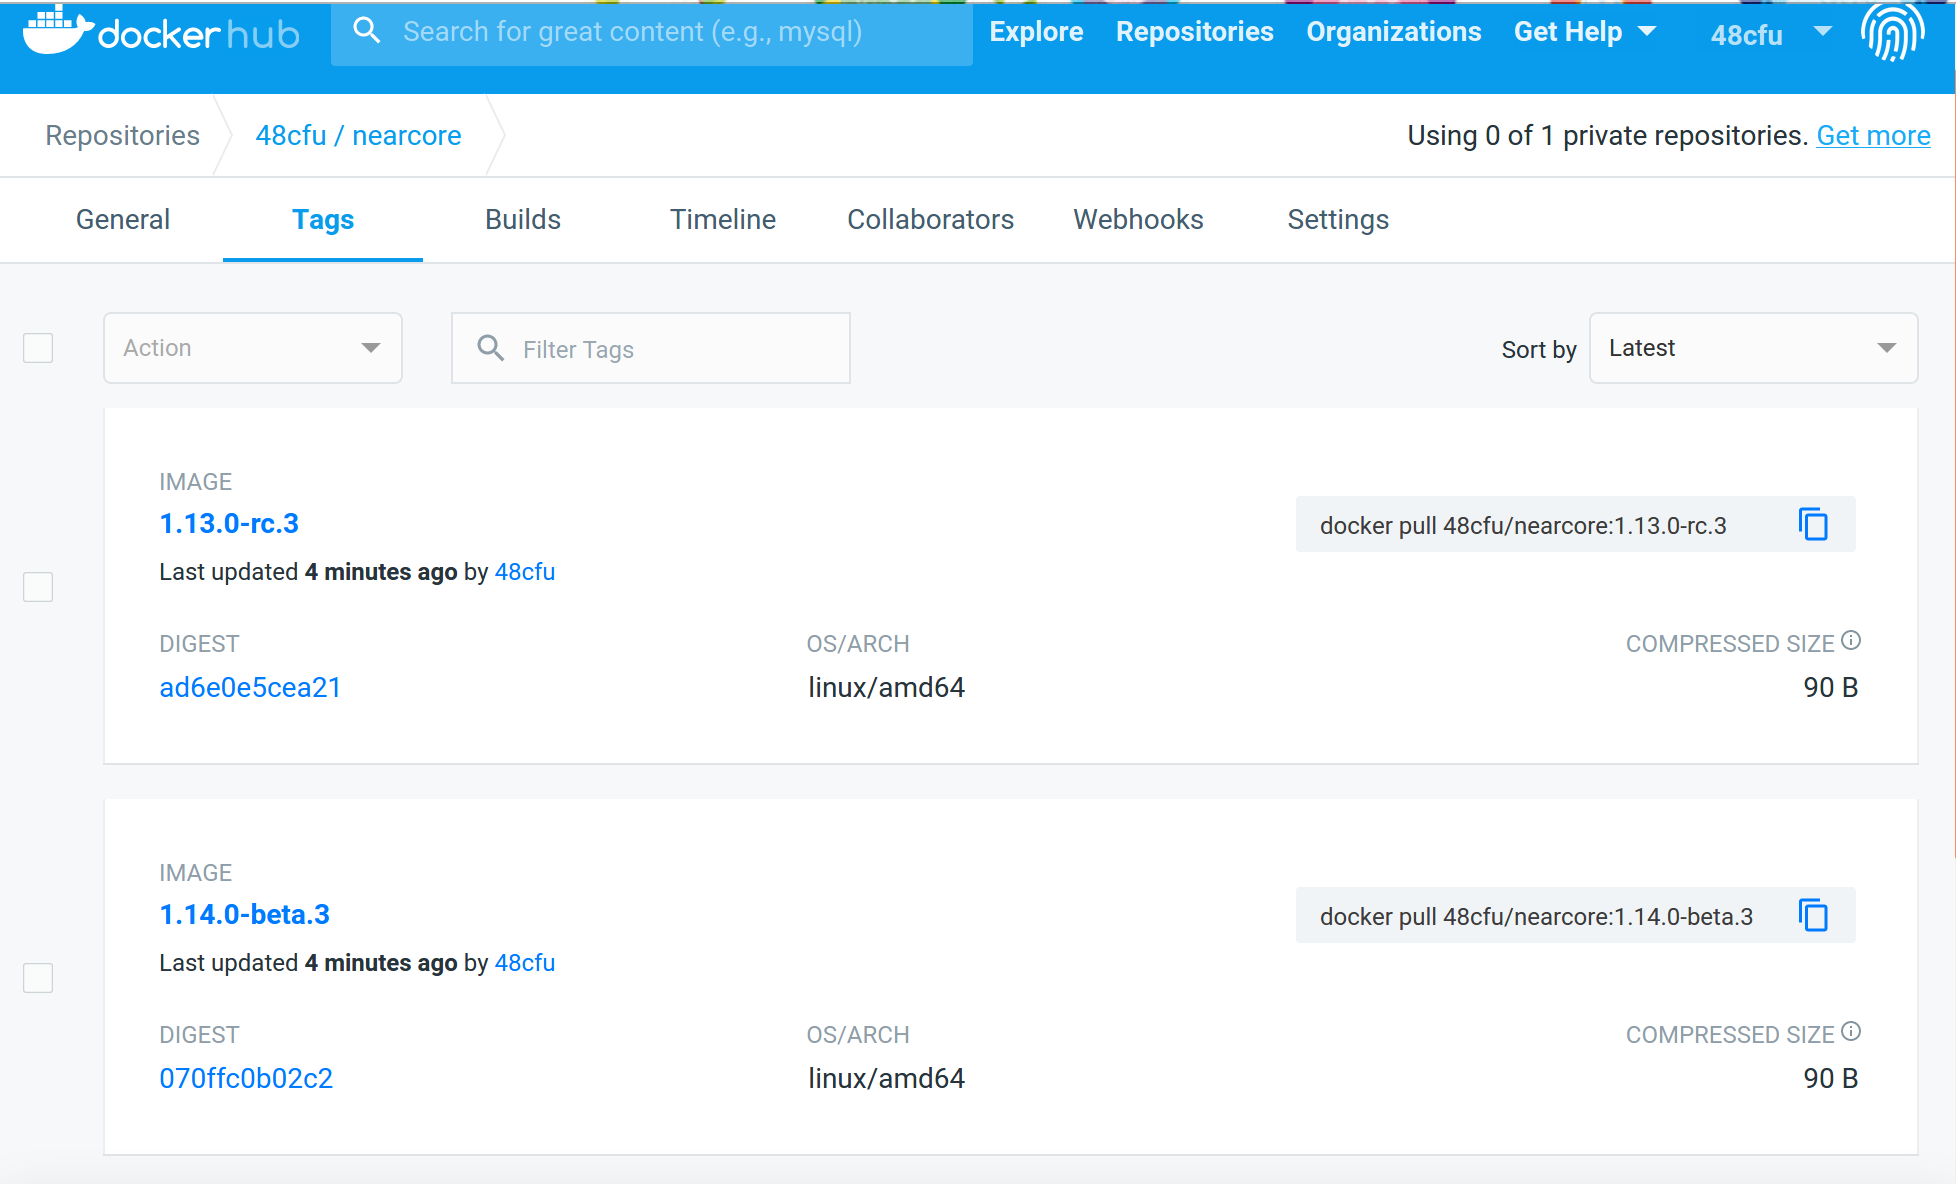 docker hub
Search for great content (e.g., mysql)
Explore
Repositories
Organizations
Get Help
48cfu
Repositories
48cfu / nearcore
Using 0 of 1 private repositories. Get more
General
Tags
Builds
Timeline
Collaborators
Webhooks
Settings
Action
Filter Tags
Sort by
Latest
IMAGE
1.13.0-rc.3
docker pull 48cfu/nearcore:1.13.0-rc.3
Last updated 4 minutes ago by 48cfu
DIGEST
OS/ARCH
COMPRESSED SIZE
ad6e0e5cea21
linux/amd64
90 B
IMAGE
1.14.0-beta.3
docker pull 48cfu/nearcore:1.14.0-beta.3
Last updated 4 minutes ago by 48cfu
DIGEST
OS/ARCH
COMPRESSED SIZE
070ffc0b02c2
linux/amd64
90 B